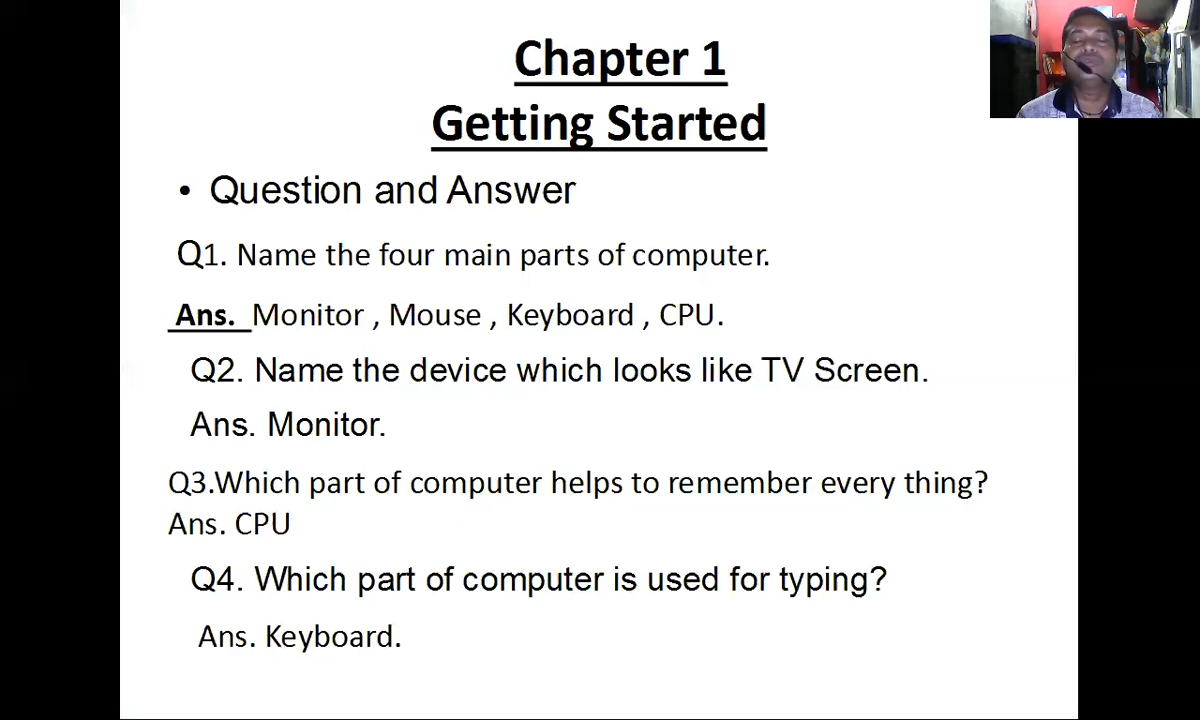 Chapter 1
Getting Started
• Question and Answer
Q1. Name the four main parts of computer.
Ans. Monitor , Mouse , Keyboard , CPU.
Q2. Name the device which looks like TV Screen.
Ans. Monitor.
Q3.Which part of computer helps to remember every thing?
Ans. CPU
Q4. Which part of computer is used for typing?
Ans. Keyboard.